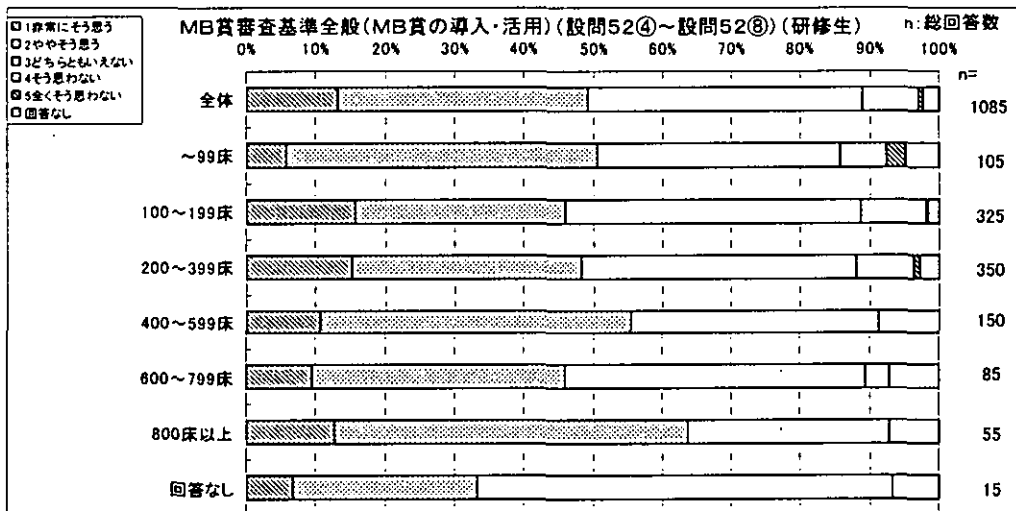 1非常にそう思う
2ややそう思う
3どちらともいえない
4そう思わない
5全くそう思わない
回答なし
MB賞審査基準全般(MB賞の導入・活用)(設問52④~設問52⑧)(研修生)
n:総回答数
0% 10% 20% 30% 40% 50% 60% 70% 80% 90% 100%
n=
全体 1085
~99床 105
100~199床 325
200~399床 350
400~599床 150
600~799床 85
800床以上 55
回答なし 15